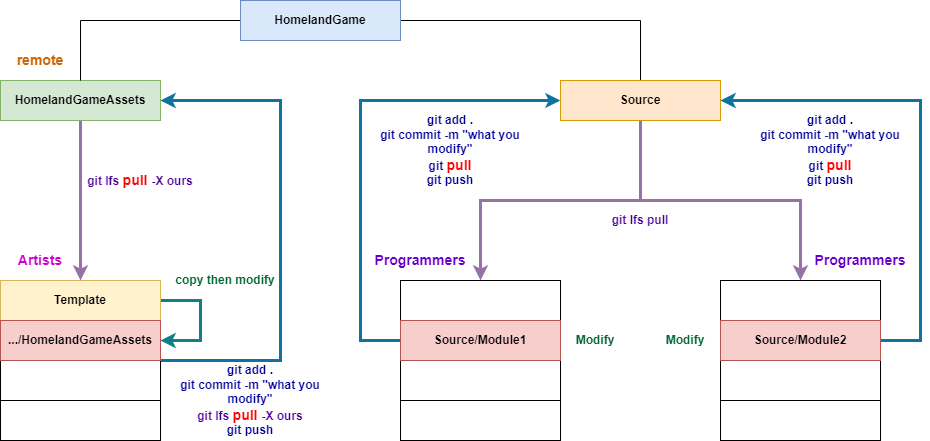 HomelandGame
remote
HomelandGameAssets
Source
git add .
git commit -m "what you
modify"
git pull
git push
git add .
git commit -m "what you
modify"
git pull
git push
git lfs pull -X ours
git lfs pull
Artists
Programmers
Programmers
copy then modify
Template
.../HomelandGameAssets
Source/Module1
Modify
Modify
Source/Module2
git add .
git commit -m "what you
modify"
git lfs pull -X ours
git push